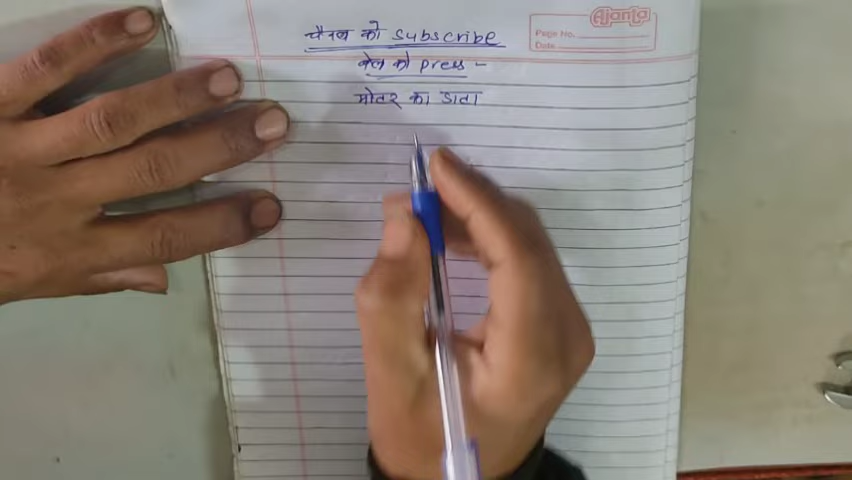 चैनल को subscribe
बेल को press -
मोटर का डाटा
Ajanta
Page No.
Date